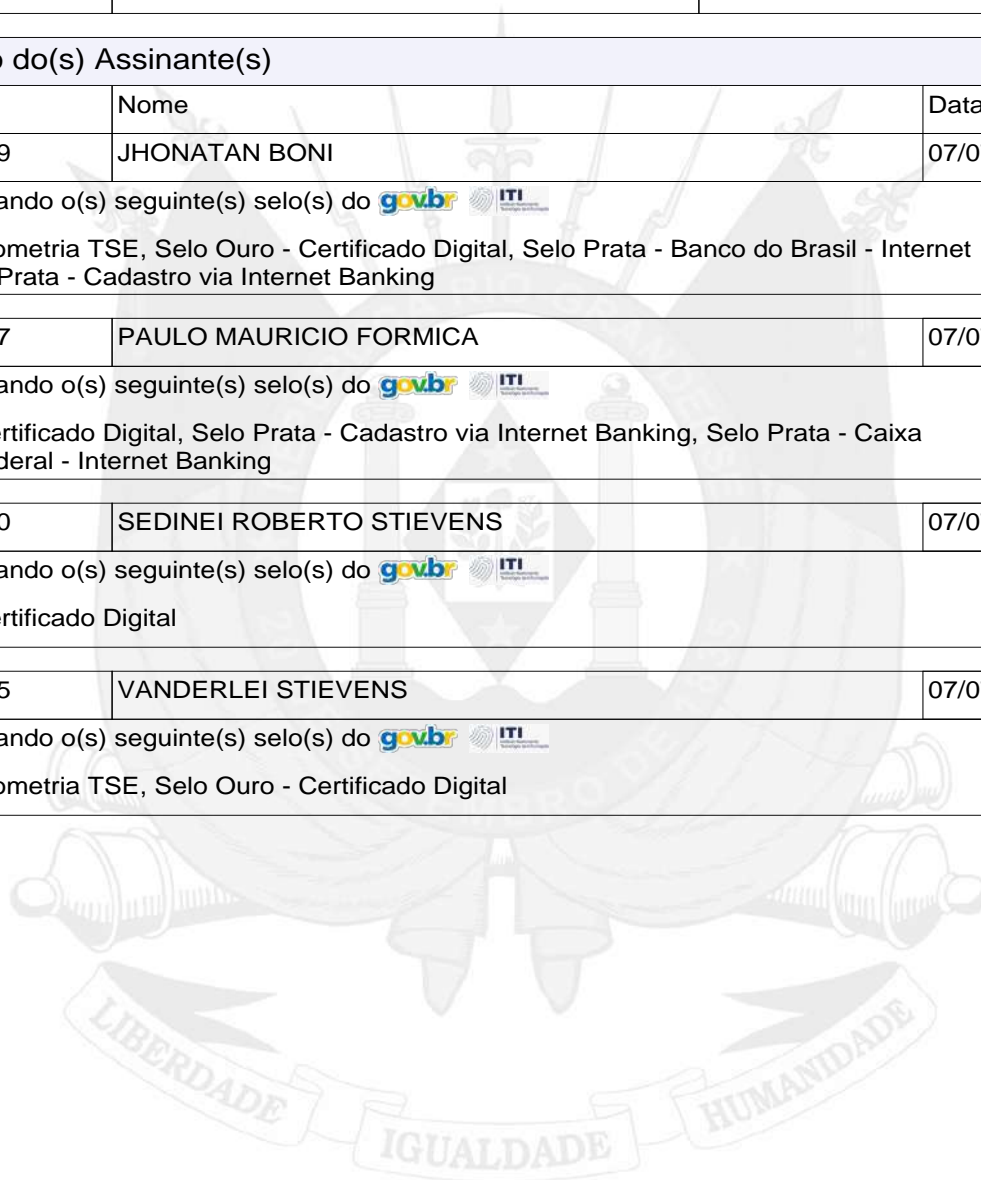 o do(s) Assinante(s)
Nome Data
9 JHONATAN BONI 07/0
ando o(s) seguinte(s) selo(s) do gov.br ITI
ometria TSE, Selo Ouro - Certificado Digital, Selo Prata - Banco do Brasil - Internet
Prata - Cadastro via Internet Banking
7 PAULO MAURICIO FORMICA 07/0
ando o(s) seguinte(s) selo(s) do gov.br ITI
ertificado Digital, Selo Prata - Cadastro via Internet Banking, Selo Prata - Caixa
deral - Internet Banking
0 SEDINEI ROBERTO STIEVENS 07/0
ando o(s) seguinte(s) selo(s) do gov.br ITI
ertificado Digital
5 VANDERLEI STIEVENS 07/0
ando o(s) seguinte(s) selo(s) do gov.br ITI
ometria TSE, Selo Ouro - Certificado Digital
LIBERDADE IGUALDADE HUMANIDADE